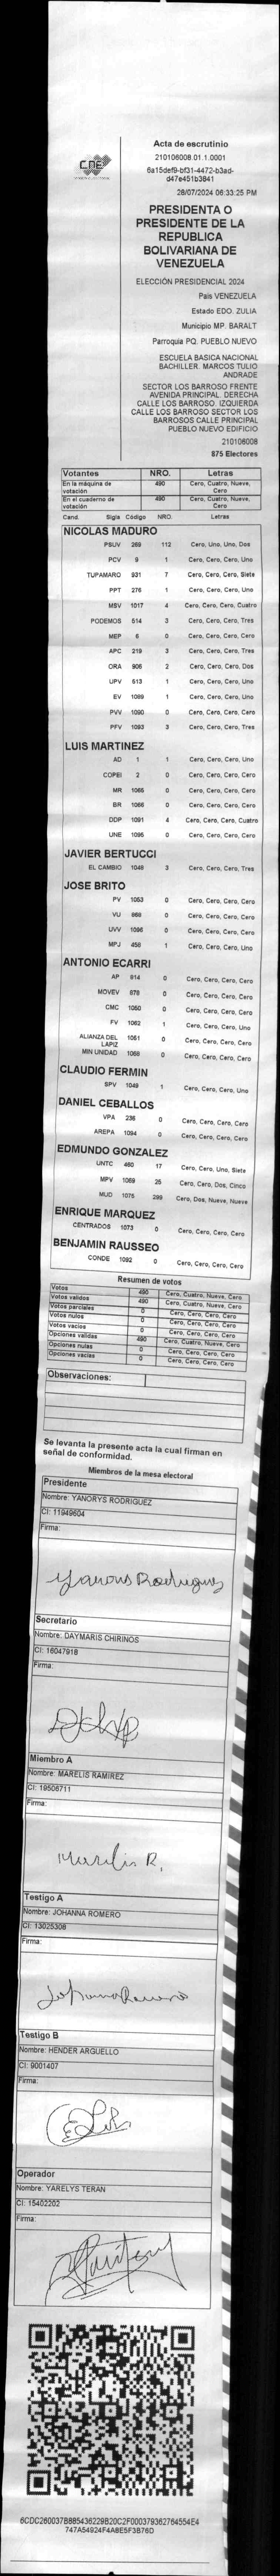 CNE
Acta de escrutinio
210106008.01.1.0001
6a15def9-bf31-4472-b3ad-
d47e451b3941
28/07/2024 06:33:25 PM
PRESIDENTA O
PRESIDENTE DE LA
REPUBLICA
BOLIVARIANA DE
VENEZUELA
ELECCIÓN PRESIDENCIAL 2024
Pais VENEZUELA
Estado EDO. ZULIA
Municipio MP. BARALT
Parroquia PQ. PUEBLO NUEVO
ESCUELA BASICA NACIONAL
BACHILLER. MARCOS TULIO
ANDRADE
SECTOR LOS BARROSO FRENTE
AVENIDA PRINCIPAL. DERECHA
CALLE LOS BARROSO. IZQUIERDA
CALLE LOS BARROSO SECTOR LOS
BARROSOS CALLE PRINCIPAL
PUEBLO NUEVO EDIFICIO
210106008
875 Electores
Votantes NRO. Letras
En la máquina de votación 490 Cero, Cuatro, Nueve, Cero
En el cuaderno de votación 490 Cero, Cuatro, Nueve, Cero
Cand. Sigla Código NRO. Letras
NICOLAS MADURO
PSUV 269 112 Cero, Uno, Uno, Dos
PCV 9 1 Cero, Cero, Cero, Uno
TUPAMARO 931 7 Cero, Cero, Cero, Siete
PPT 276 1 Cero, Cero, Cero, Uno
MSV 1017 4 Cero, Cero, Cero, Cuatro
PODEMOS 514 3 Cero, Cero, Cero, Tres
MEP 6 0 Cero, Cero, Cero, Cero
APC 219 3 Cero, Cero, Cero, Tres
ORA 906 2 Cero, Cero, Cero, Dos
UPV 513 1 Cero, Cero, Cero, Uno
EV 1089 1 Cero, Cero, Cero, Uno
PVV 1090 0 Cero, Cero, Cero, Cero
PFV 1093 3 Cero, Cero, Cero, Tres
LUIS MARTINEZ
AD 1 1 Cero, Cero, Cero, Uno
COPEI 2 0 Cero, Cero, Cero, Cero
MR 1065 0 Cero, Cero, Cero, Cero
BR 1066 0 Cero, Cero, Cero, Cero
DDP 1091 4 Cero, Cero, Cero, Cuatro
UNE 1095 0 Cero, Cero, Cero, Cero
JAVIER BERTUCCI
EL CAMBIO 1048 3 Cero, Cero, Cero, Tres
JOSE BRITO
PV 1053 0 Cero, Cero, Cero, Cero
VU 868 0 Cero, Cero, Cero, Cero
UVV 1096 0 Cero, Cero, Cero, Cero
MPJ 458 1 Cero, Cero, Cero, Uno
ANTONIO ECARRI
AP 814 0 Cero, Cero, Cero, Cero
MOVEV 878 0 Cero, Cero, Cero, Cero
CMC 1050 0 Cero, Cero, Cero, Cero
FV 1062 1 Cero, Cero, Cero, Uno
ALIANZA DEL LAPIZ 1051 0 Cero, Cero, Cero, Cero
MIN UNIDAD 1068 0 Cero, Cero, Cero, Cero
CLAUDIO FERMIN
SPV 1049 1 Cero, Cero, Cero, Uno
DANIEL CEBALLOS
VPA 236 0 Cero, Cero, Cero, Cero
AREPA 1094 0 Cero, Cero, Cero, Cero
EDMUNDO GONZALEZ
UNTC 460 17 Cero, Cero, Uno, Siete
MPV 1069 25 Cero, Cero, Dos, Cinco
MUD 1075 299 Cero, Dos, Nueve, Nueve
ENRIQUE MARQUEZ
CENTRADOS 1073 0 Cero, Cero, Cero, Cero
BENJAMIN RAUSSEO
CONDE 1092 0 Cero, Cero, Cero, Cero
Resumen de votos
Votos 490 Cero, Cuatro, Nueve, Cero
Votos validos 490 Cero, Cuatro, Nueve, Cero
Votos parciales 0 Cero, Cero, Cero, Cero
Votos nulos 0 Cero, Cero, Cero, Cero
Votos vacios 0 Cero, Cero, Cero, Cero
Opciones validas 490 Cero, Cuatro, Nueve, Cero
Opciones nulas 0 Cero, Cero, Cero, Cero
Opciones vacias 0 Cero, Cero, Cero, Cero
Observaciones:
Se levanta la presente acta la cual firman en
señal de conformidad.
Miembros de la mesa electoral
Presidente
Nombre: YANORYS RODRIGUEZ
CI: 11949604
Firma:
Yanorys Rodriguez
Secretario
Nombre: DAYMARIS CHIRINOS
CI: 16047918
Firma:
Miembro A
Nombre: MARELIS RAMIREZ
CI: 19506711
Firma:
Marelis R.
Testigo A
Nombre: JOHANNA ROMERO
CI: 13025308
Firma:
Johanna Romero
Testigo B
Nombre: HENDER ARGUELLO
CI: 9001407
Firma:
Operador
Nombre: YARELYS TERAN
CI: 15402202
Firma:
6CDC260037B885436229B20C2F0003793627645​54E4
747A54924F4A8E5F3B76D